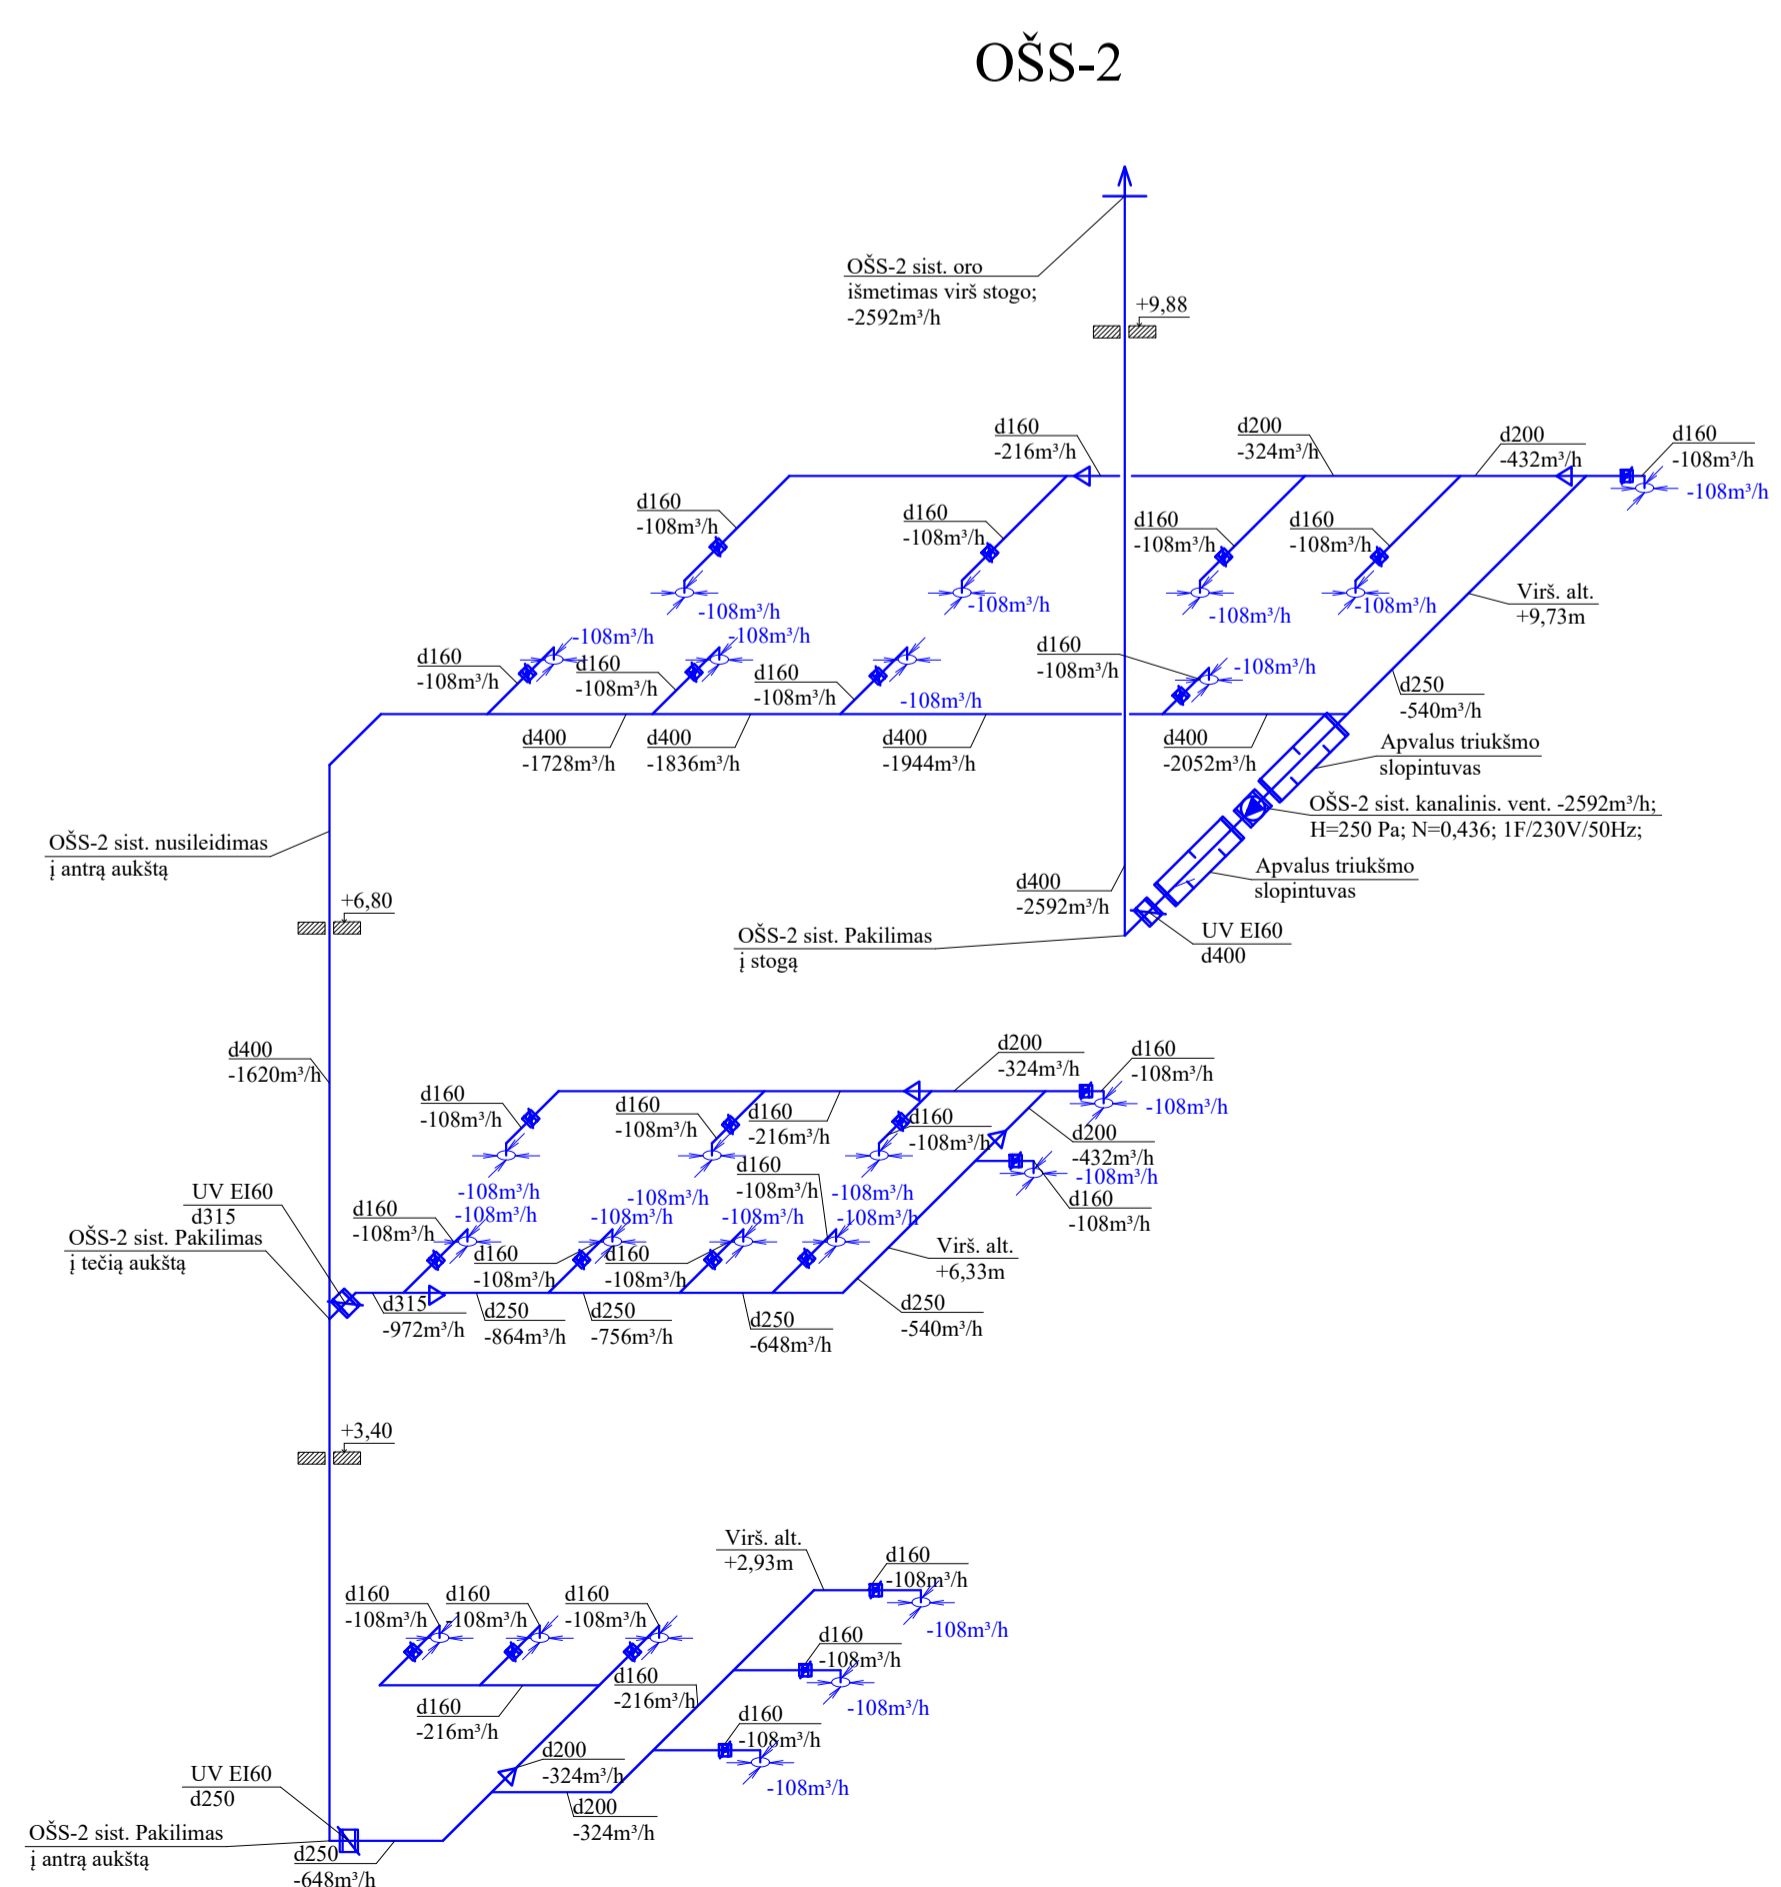 OŠS-2
OŠS-2 sist. oro
išmetimas virš stogo;
-2592m³/h
+9,88
d160
-216m³/h
d200
-324m³/h
d200
-432m³/h
d160
-108m³/h
-108m³/h
d160
-108m³/h
d160
-108m³/h
d160
-108m³/h
d160
-108m³/h
-108m³/h
-108m³/h
-108m³/h
-108m³/h
Virš. alt.
+9,73m
-108m³/h
-108m³/h
d160
-108m³/h
d160
-108m³/h
d160
-108m³/h
-108m³/h
d160
-108m³/h
-108m³/h
d250
-540m³/h
d400
-1728m³/h
d400
-1836m³/h
d400
-1944m³/h
d400
-2052m³/h
Apvalus triukšmo
slopintuvas
OŠS-2 sist. kanalinis. vent. -2592m³/h;
H=250 Pa; N=0,436; 1F/230V/50Hz;
Apvalus triukšmo
slopintuvas
OŠS-2 sist. nusileidimas
į antrą aukštą
+6,80
d400
-2592m³/h
OŠS-2 sist. Pakilimas
į stogą
UV EI60
d400
d400
-1620m³/h
d200
-324m³/h
d160
-108m³/h
-108m³/h
d160
-108m³/h
d160
-108m³/h
d160
-216m³/h
d160
-108m³/h
d200
-432m³/h
-108m³/h
d160
-108m³/h
d160
-108m³/h
-108m³/h
-108m³/h
-108m³/h
UV EI60
d315
OŠS-2 sist. Pakilimas
į tečią aukštą
d160
-108m³/h
-108m³/h
-108m³/h
-108m³/h
-108m³/h
d160
-108m³/h
d160
-108m³/h
Virš. alt.
+6,33m
d315
-972m³/h
d250
-864m³/h
d250
-756m³/h
d250
-648m³/h
d250
-540m³/h
+3,40
Virš. alt.
+2,93m
d160
-108m³/h
-108m³/h
d160
-108m³/h
d160
-108m³/h
d160
-108m³/h
d160
-108m³/h
-108m³/h
d160
-216m³/h
d160
-216m³/h
d160
-108m³/h
-108m³/h
d200
-324m³/h
d200
-324m³/h
UV EI60
d250
OŠS-2 sist. Pakilimas
į antrą aukštą
d250
-648m³/h